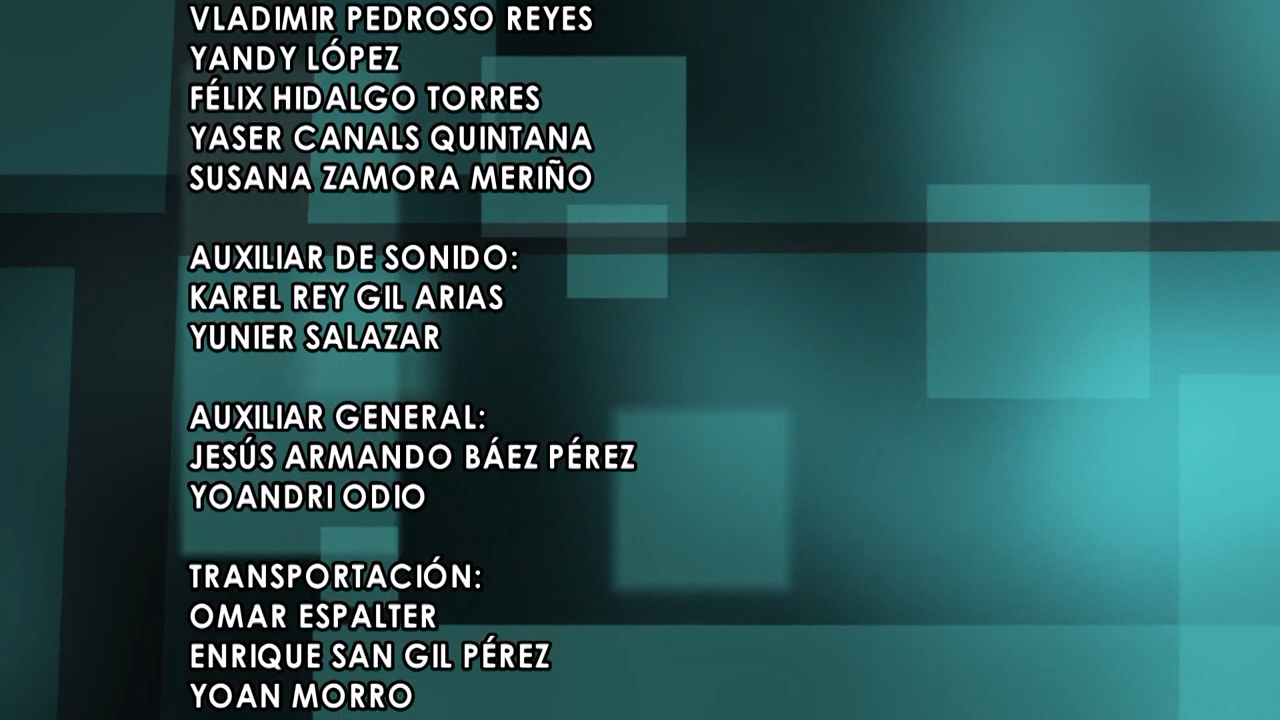 VLADIMIR PEDROSO REYES
YANDY LÓPEZ
FÉLIX HIDALGO TORRES
YASER CANALS QUINTANA
SUSANA ZAMORA MERIÑO
AUXILIAR DE SONIDO:
KAREL REY GIL ARIAS
YUNIER SALAZAR
AUXILIAR GENERAL:
JESÚS ARMANDO BÁEZ PÉREZ
YOANDRI ODIO
TRANSPORTACIÓN:
OMAR ESPALTER
ENRIQUE SAN GIL PÉREZ
YOAN MORRO